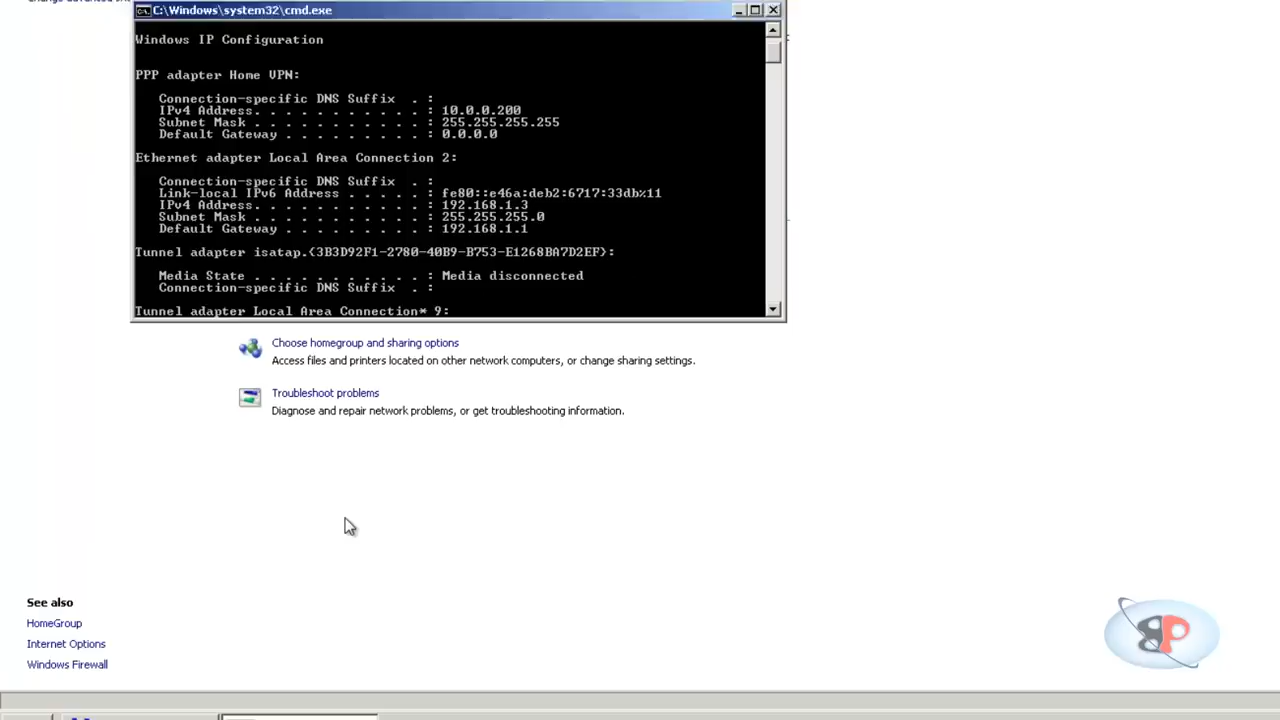 C:\Windows\system32\cmd.exe
Windows IP Configuration
PPP adapter Home VPN:
Connection-specific DNS Suffix . :
IPv4 Address. . . . . . . . . . . : 10.0.0.200
Subnet Mask . . . . . . . . . . . : 255.255.255.255
Default Gateway . . . . . . . . . : 0.0.0.0
Ethernet adapter Local Area Connection 2:
Connection-specific DNS Suffix . :
Link-local IPv6 Address . . . . . : fe80::e46a:deb2:6717:33db%11
IPv4 Address. . . . . . . . . . . : 192.168.1.3
Subnet Mask . . . . . . . . . . . : 255.255.255.0
Default Gateway . . . . . . . . . : 192.168.1.1
Tunnel adapter isatap.{3B3D92F1-2780-40B9-B753-E1268BA7D2EF}:
Media State . . . . . . . . . . . : Media disconnected
Connection-specific DNS Suffix . :
Tunnel adapter Local Area Connection* 9:
Choose homegroup and sharing options
Access files and printers located on other network computers, or change sharing settings.
Troubleshoot problems
Diagnose and repair network problems, or get troubleshooting information.
See also
HomeGroup
Internet Options
Windows Firewall
BP